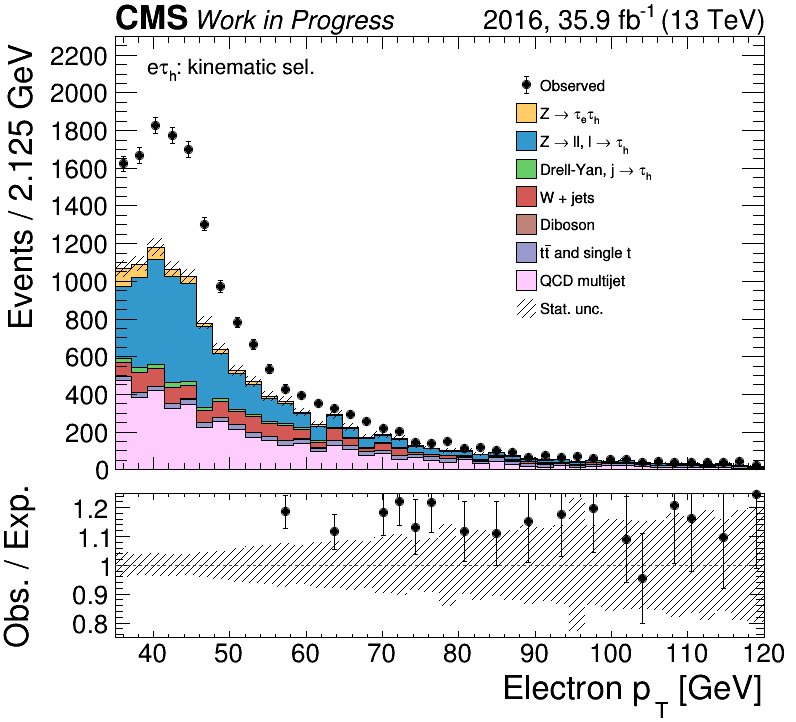 CMS Work in Progress 2016, 35.9 fb⁻¹ (13 TeV)
Events / 2.125 GeV
2200
2000
1800
1600
1400
1200
1000
800
600
400
200
0
eτh: kinematic sel.
Observed
Z → τeτh
Z → ll, l → τh
Drell-Yan, j → τh
W + jets
Diboson
tt̄ and single t
QCD multijet
Stat. unc.
Obs. / Exp.
1.2
1.1
1
0.9
0.8
40 50 60 70 80 90 100 110 120
Electron pT [GeV]